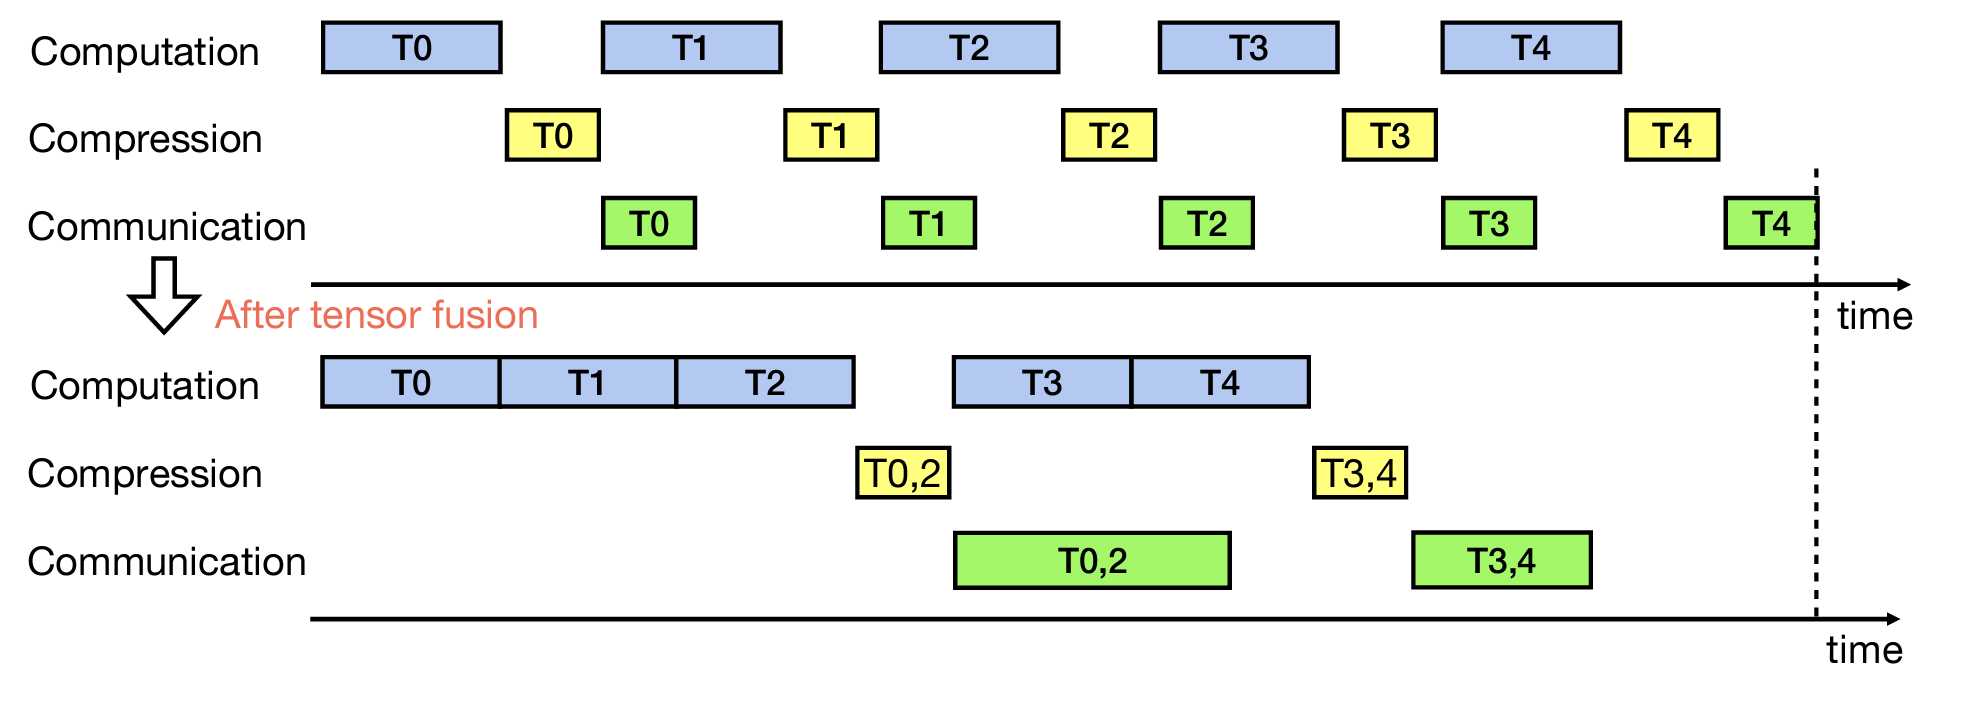 Computation T0 T1 T2 T3 T4
Compression T0 T1 T2 T3 T4
Communication T0 T1 T2 T3 T4
After tensor fusion
time
Computation T0 T1 T2 T3 T4
Compression T0,2 T3,4
Communication T0,2 T3,4
time